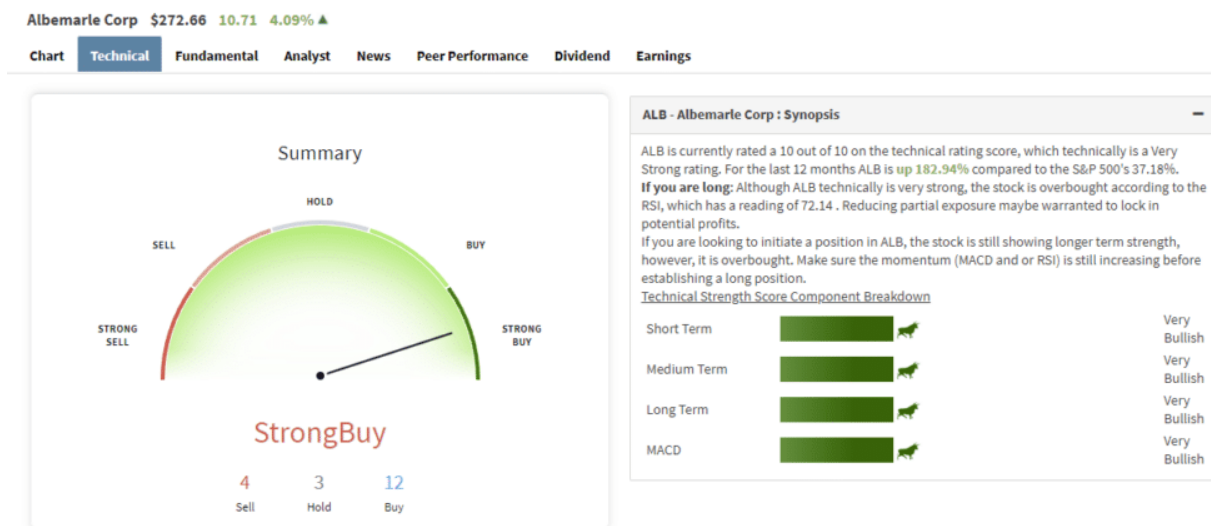 Albemarle Corp $272.66 10.71 4.09%
Chart Technical Fundamental Analyst News Peer Performance Dividend Earnings
Summary
HOLD
SELL
BUY
STRONG
SELL
STRONG
BUY
StrongBuy
4 3 12
Sell Hold Buy
ALB - Albemarle Corp : Synopsis
ALB is currently rated a 10 out of 10 on the technical rating score, which technically is a Very
Strong rating. For the last 12 months ALB is up 182.94% compared to the S&P 500's 37.18%.
If you are long: Although ALB technically is very strong, the stock is overbought according to the
RSI, which has a reading of 72.14 . Reducing partial exposure maybe warranted to lock in
potential profits.
If you are looking to initiate a position in ALB, the stock is still showing longer term strength,
however, it is overbought. Make sure the momentum (MACD and or RSI) is still increasing before
establishing a long position.
Technical Strength Score Component Breakdown
Short Term Very
Bullish
Medium Term Very
Bullish
Long Term Very
Bullish
MACD Very
Bullish